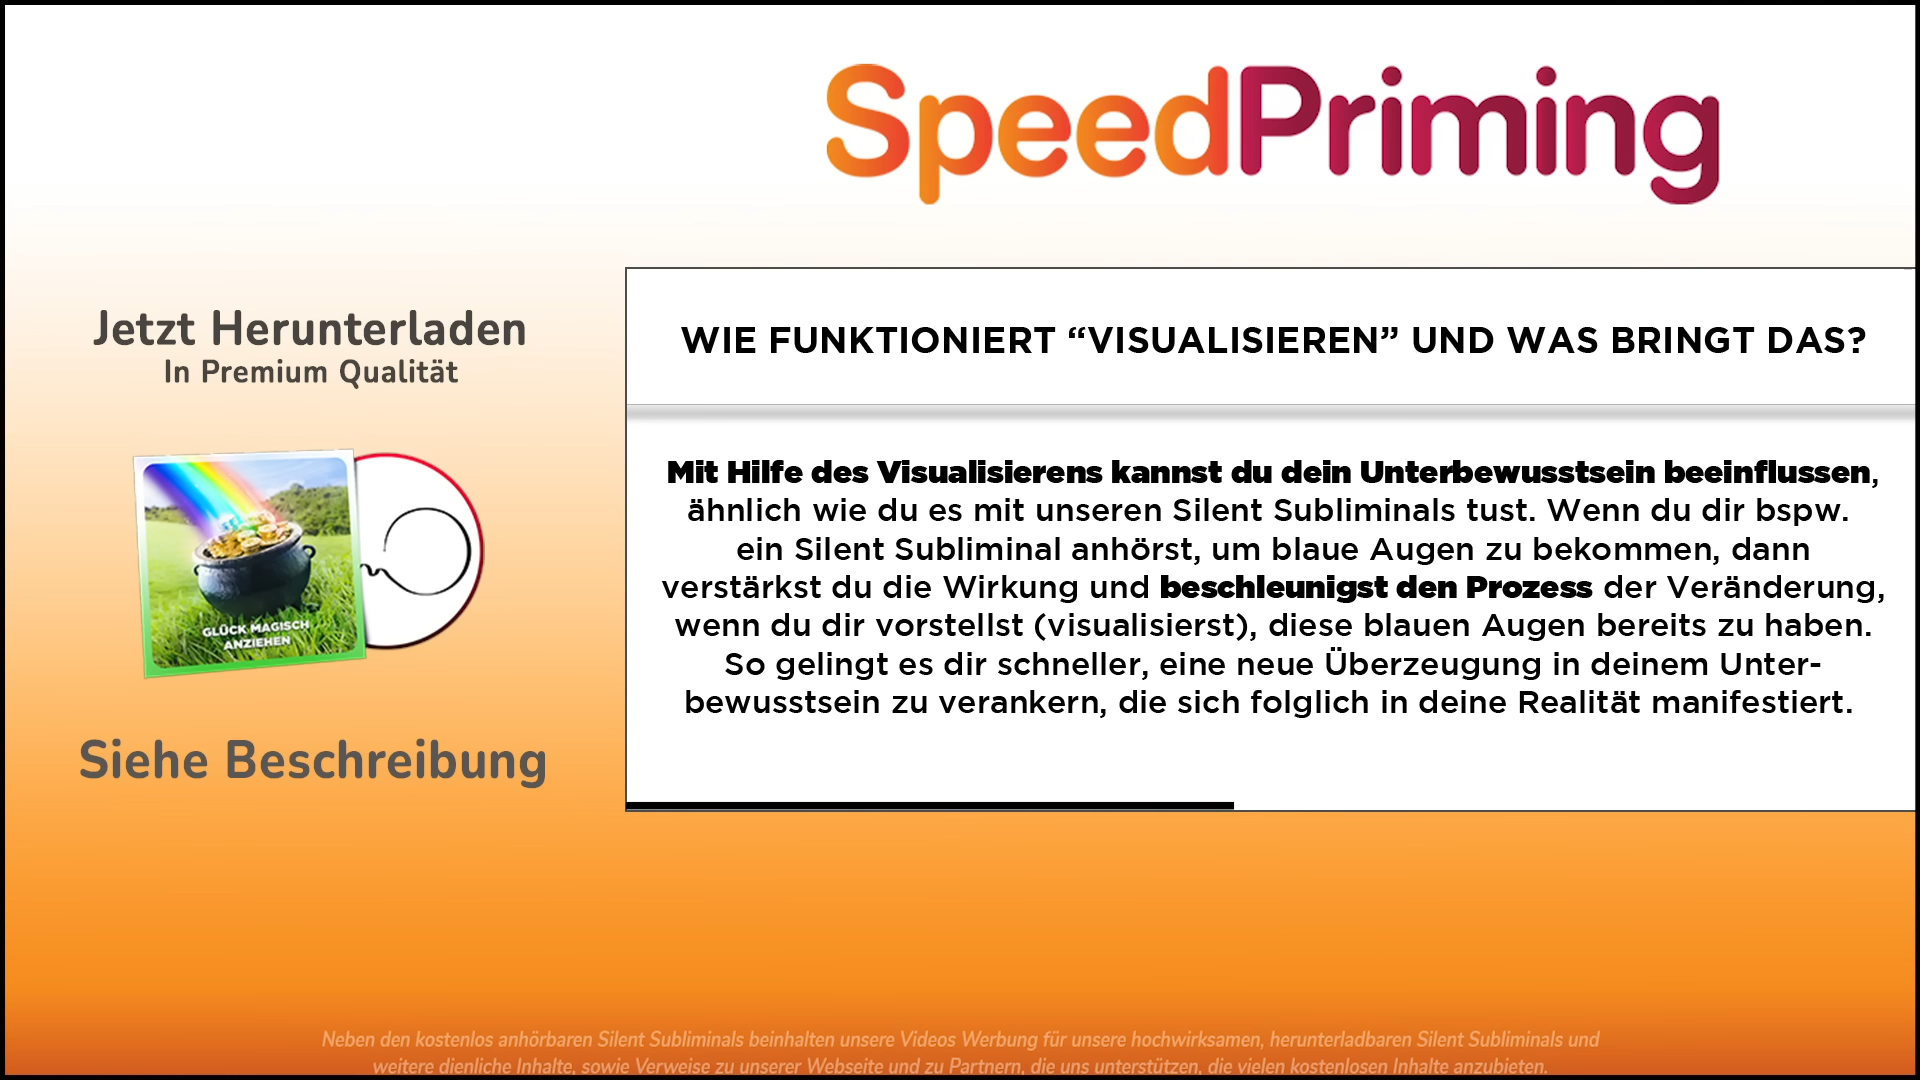 SpeedPriming
Jetzt Herunterladen
In Premium Qualität
GLÜCK MAGISCH
ANZIEHEN
Siehe Beschreibung
WIE FUNKTIONIERT “VISUALISIEREN” UND WAS BRINGT DAS?
Mit Hilfe des Visualisierens kannst du dein Unterbewusstsein beeinflussen,
ähnlich wie du es mit unseren Silent Subliminals tust. Wenn du dir bspw.
ein Silent Subliminal anhörst, um blaue Augen zu bekommen, dann
verstärkst du die Wirkung und beschleunigst den Prozess der Veränderung,
wenn du dir vorstellst (visualisierst), diese blauen Augen bereits zu haben.
So gelingt es dir schneller, eine neue Überzeugung in deinem Unter-
bewusstsein zu verankern, die sich folglich in deine Realität manifestiert.
Neben den kostenlos anhörbaren Silent Subliminals beinhalten unsere Videos Werbung für unsere hochwirksamen, herunterladbaren Silent Subliminals und
weitere dienliche Inhalte, sowie Verweise zu unserer Webseite und zu Partnern, die uns unterstützen, die vielen kostenlosen Inhalte anzubieten.